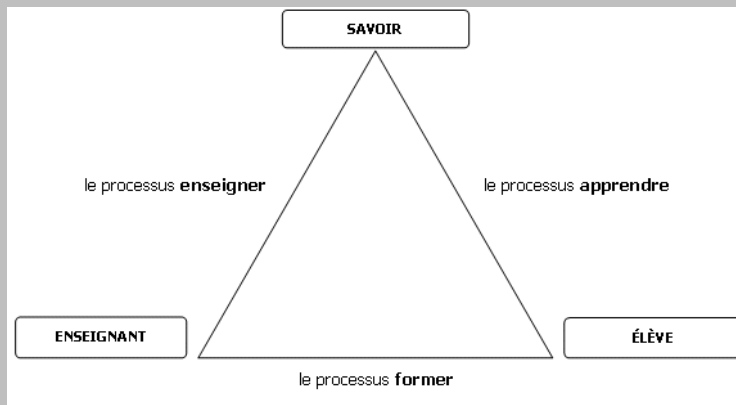 SAVOIR
le processus enseigner
le processus apprendre
ENSEIGNANT
ÉLÈVE
le processus former